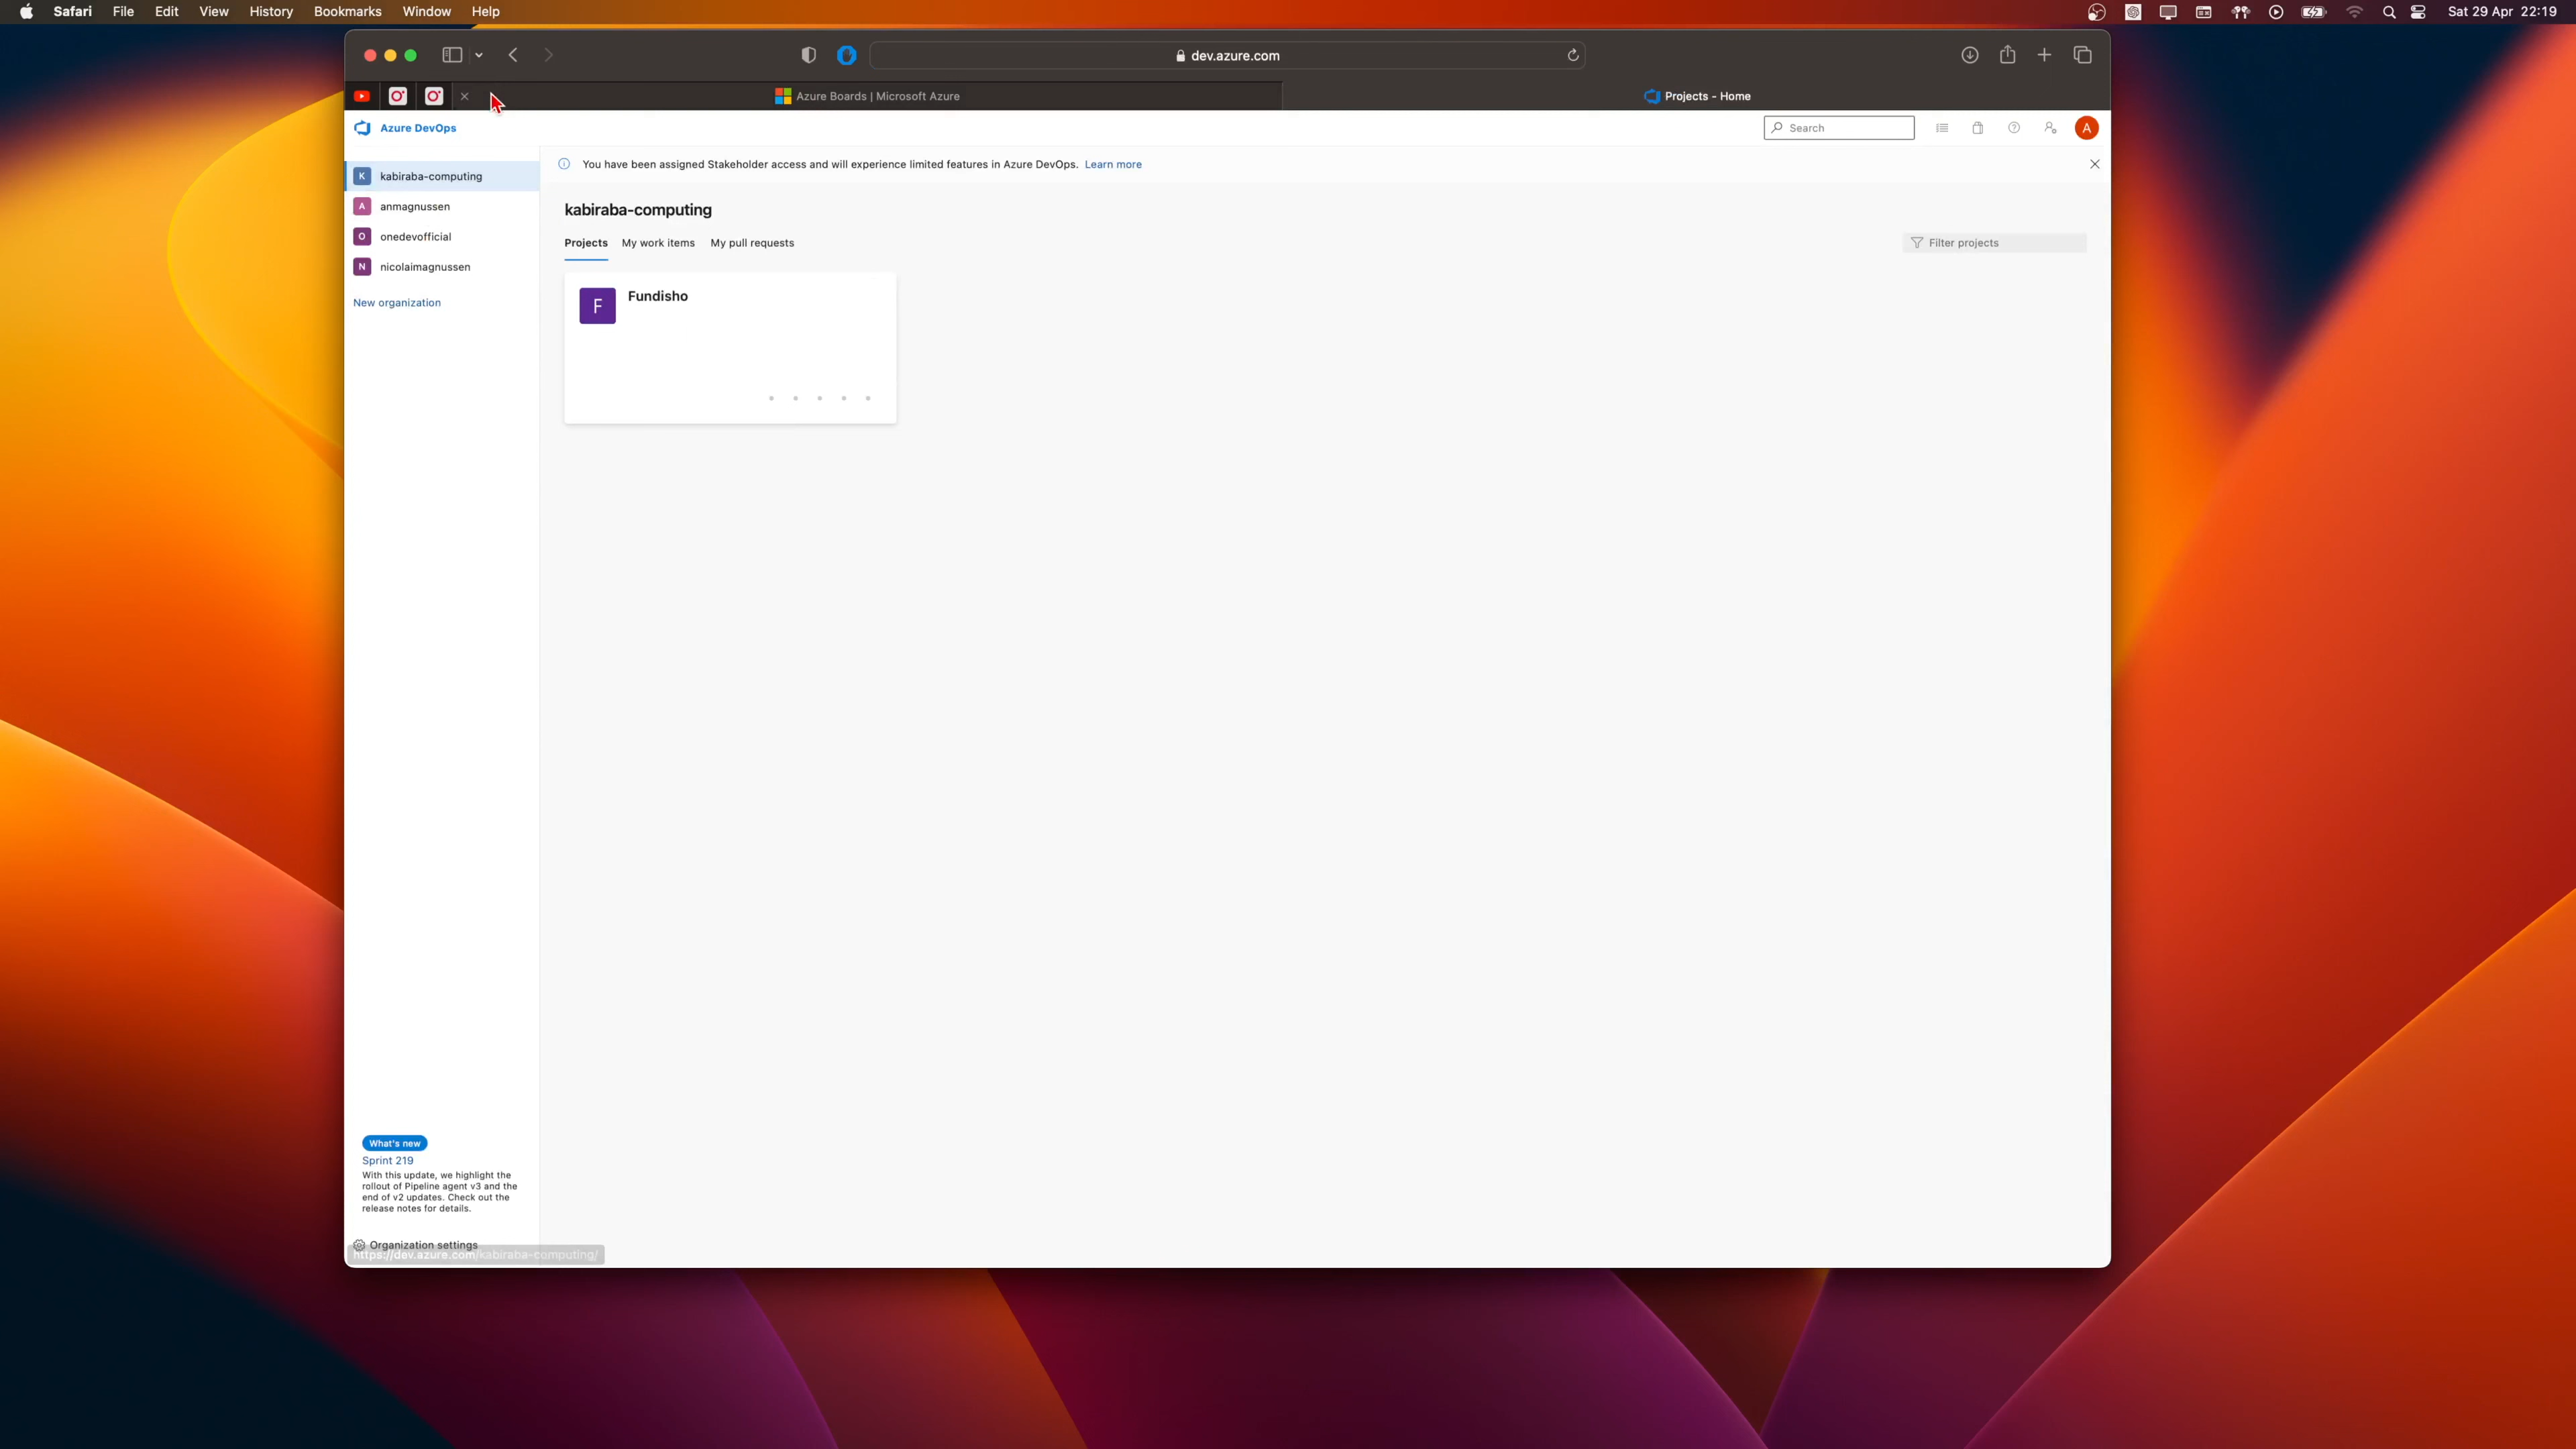 Safari File Edit View History Bookmarks Window Help
Sat 29 Apr 22:19
dev.azure.com
Azure Boards | Microsoft Azure
Projects - Home
Azure DevOps
Search
A
K kabiraba-computing
A anmagnussen
O onedevofficial
N nicolaimagnussen
New organization
You have been assigned Stakeholder access and will experience limited features in Azure DevOps. Learn more
kabiraba-computing
Projects My work items My pull requests
Filter projects
F Fundisho
What's new
Sprint 219
With this update, we highlight the
rollout of Pipeline agent v3 and the
end of v2 updates. Check out the
release notes for details.
Organization settings
https://dev.azure.com/kabiraba-computing/